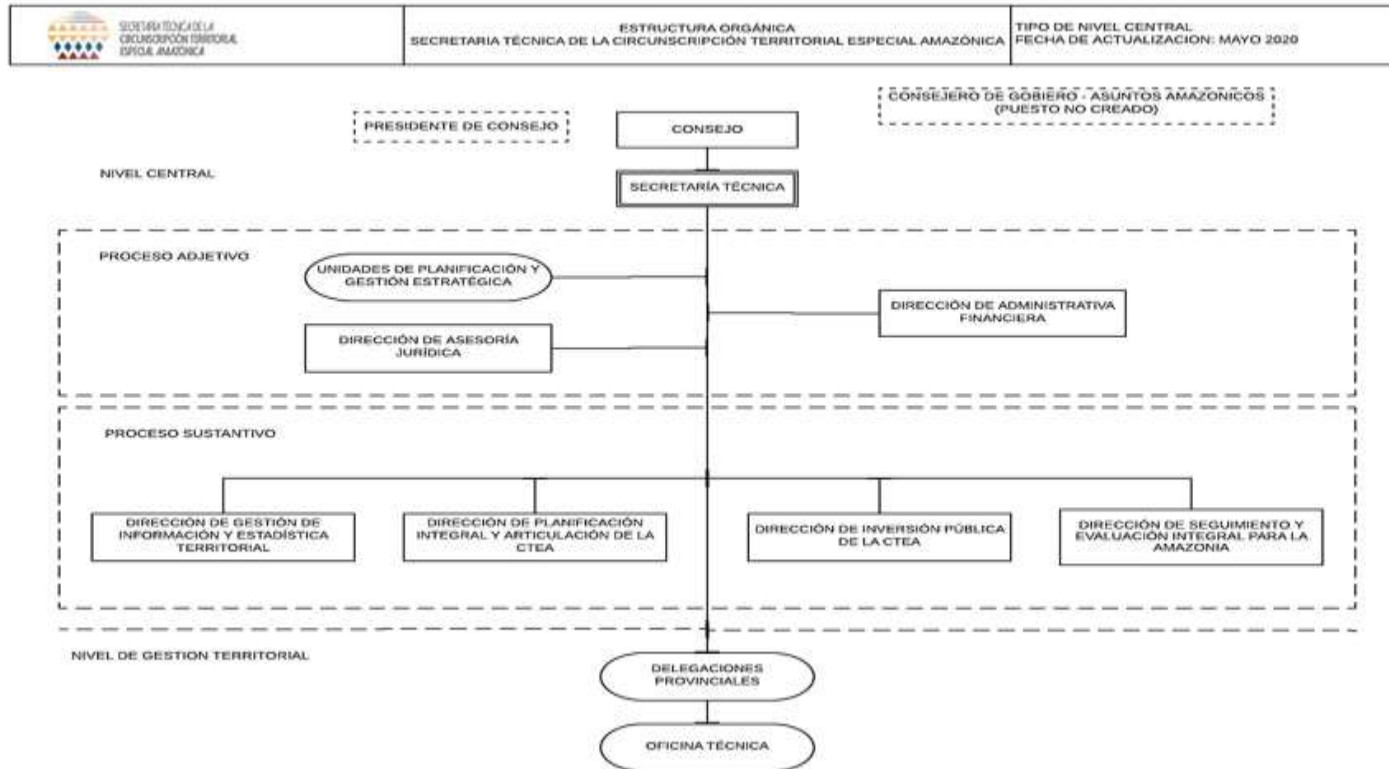 SECRETARÍA TÉCNICA DE LA
CIRCUNSCRIPCIÓN TERRITORIAL
ESPECIAL AMAZÓNICA
ESTRUCTURA ORGÁNICA
SECRETARIA TÉCNICA DE LA CIRCUNSCRIPCIÓN TERRITORIAL ESPECIAL AMAZÓNICA
TIPO DE NIVEL CENTRAL
FECHA DE ACTUALIZACION: MAYO 2020
CONSEJERO DE GOBIERO - ASUNTOS AMAZONICOS
(PUESTO NO CREADO)
PRESIDENTE DE CONSEJO
CONSEJO
NIVEL CENTRAL
SECRETARÍA TÉCNICA
PROCESO ADJETIVO
UNIDADES DE PLANIFICACIÓN Y
GESTIÓN ESTRATÉGICA
DIRECCIÓN DE ADMINISTRATIVA
FINANCIERA
DIRECCIÓN DE ASESORÍA
JURÍDICA
PROCESO SUSTANTIVO
DIRECCIÓN DE GESTIÓN DE
INFORMACIÓN Y ESTADÍSTICA
TERRITORIAL
DIRECCIÓN DE PLANIFICACIÓN
INTEGRAL Y ARTICULACIÓN DE LA
CTEA
DIRECCIÓN DE INVERSIÓN PÚBLICA
DE LA CTEA
DIRECCIÓN DE SEGUIMIENTO Y
EVALUACIÓN INTEGRAL PARA LA
AMAZONIA
NIVEL DE GESTION TERRITORIAL
DELEGACIONES
PROVINCIALES
OFICINA TÉCNICA